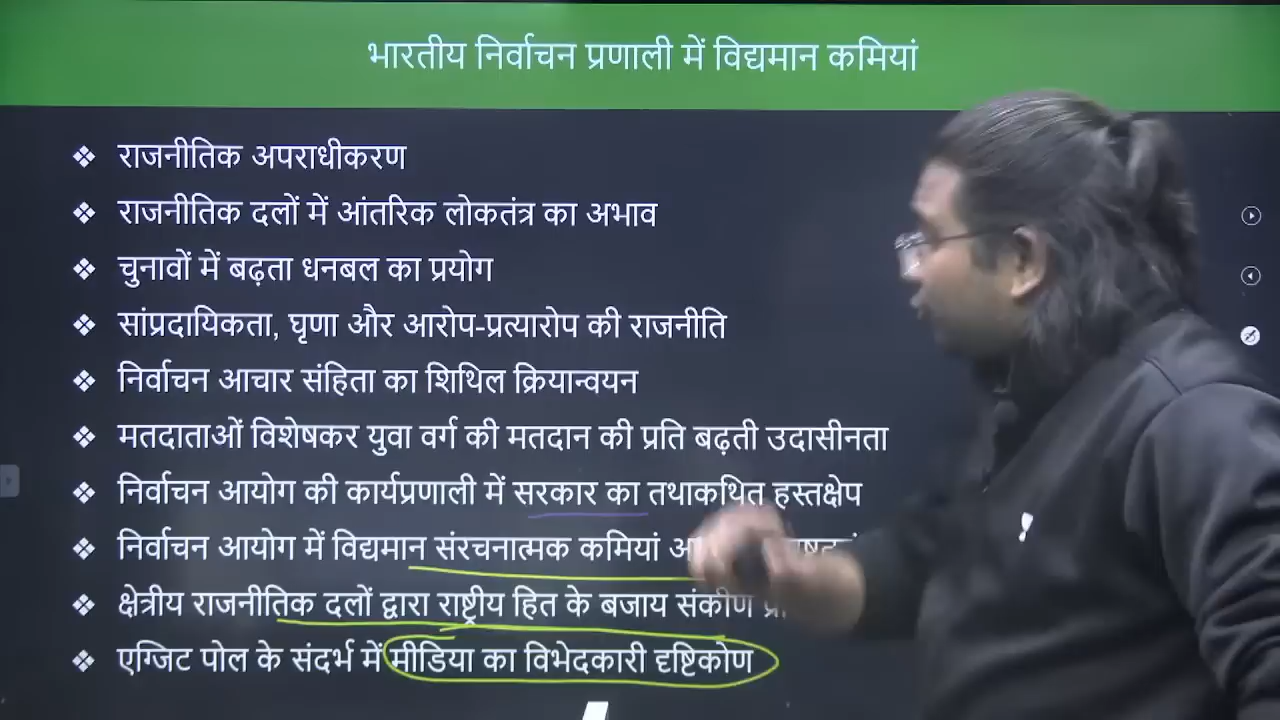 भारतीय निर्वाचन प्रणाली में विद्यमान कमियां
❖ राजनीतिक अपराधीकरण
❖ राजनीतिक दलों में आंतरिक लोकतंत्र का अभाव
❖ चुनावों में बढ़ता धनबल का प्रयोग
❖ सांप्रदायिकता, घृणा और आरोप-प्रत्यारोप की राजनीति
❖ निर्वाचन आचार संहिता का शिथिल क्रियान्वयन
❖ मतदाताओं विशेषकर युवा वर्ग की मतदान की प्रति बढ़ती उदासीनता
❖ निर्वाचन आयोग की कार्यप्रणाली में सरकार का तथाकथित हस्तक्षेप
❖ निर्वाचन आयोग में विद्यमान संरचनात्मक कमियां
❖ क्षेत्रीय राजनीतिक दलों द्वारा राष्ट्रीय हित के बजाय संकीर्ण
❖ एग्जिट पोल के संदर्भ में मीडिया का विभेदकारी दृष्टिकोण